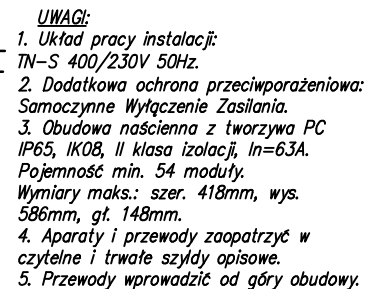 UWAGI:
1. Układ pracy instalacji:
TN-S 400/230V 50Hz.
2. Dodatkowa ochrona przeciwporażeniowa:
Samoczynne Wyłączenie Zasilania.
3. Obudowa naścienna z tworzywa PC
IP65, IK08, II klasa izolacji, In=63A.
Pojemność min. 54 moduły.
Wymiary maks.: szer. 418mm, wys.
586mm, gł. 148mm.
4. Aparaty i przewody zaopatrzyć w
czytelne i trwałe szyldy opisowe.
5. Przewody wprowadzić od góry obudowy.